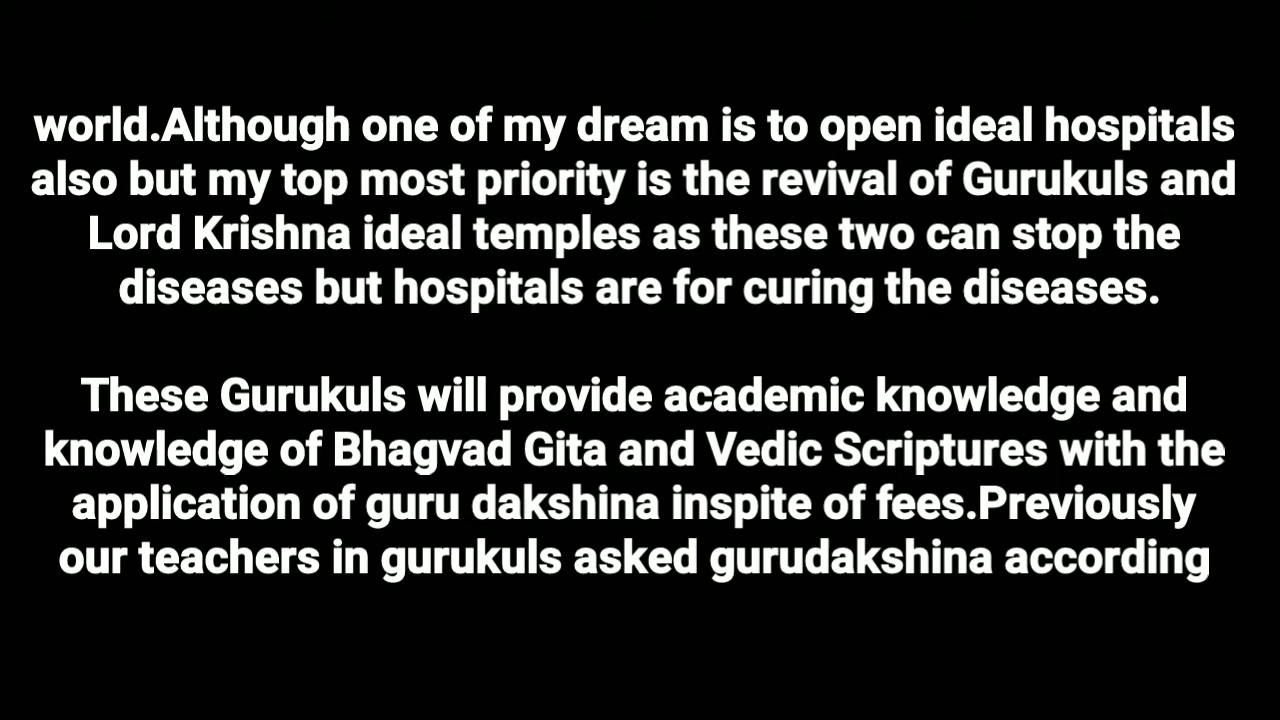 world.Although one of my dream is to open ideal hospitals
also but my top most priority is the revival of Gurukuls and
Lord Krishna ideal temples as these two can stop the
diseases but hospitals are for curing the diseases.
These Gurukuls will provide academic knowledge and
knowledge of Bhagvad Gita and Vedic Scriptures with the
application of guru dakshina inspite of fees.Previously
our teachers in gurukuls asked gurudakshina according